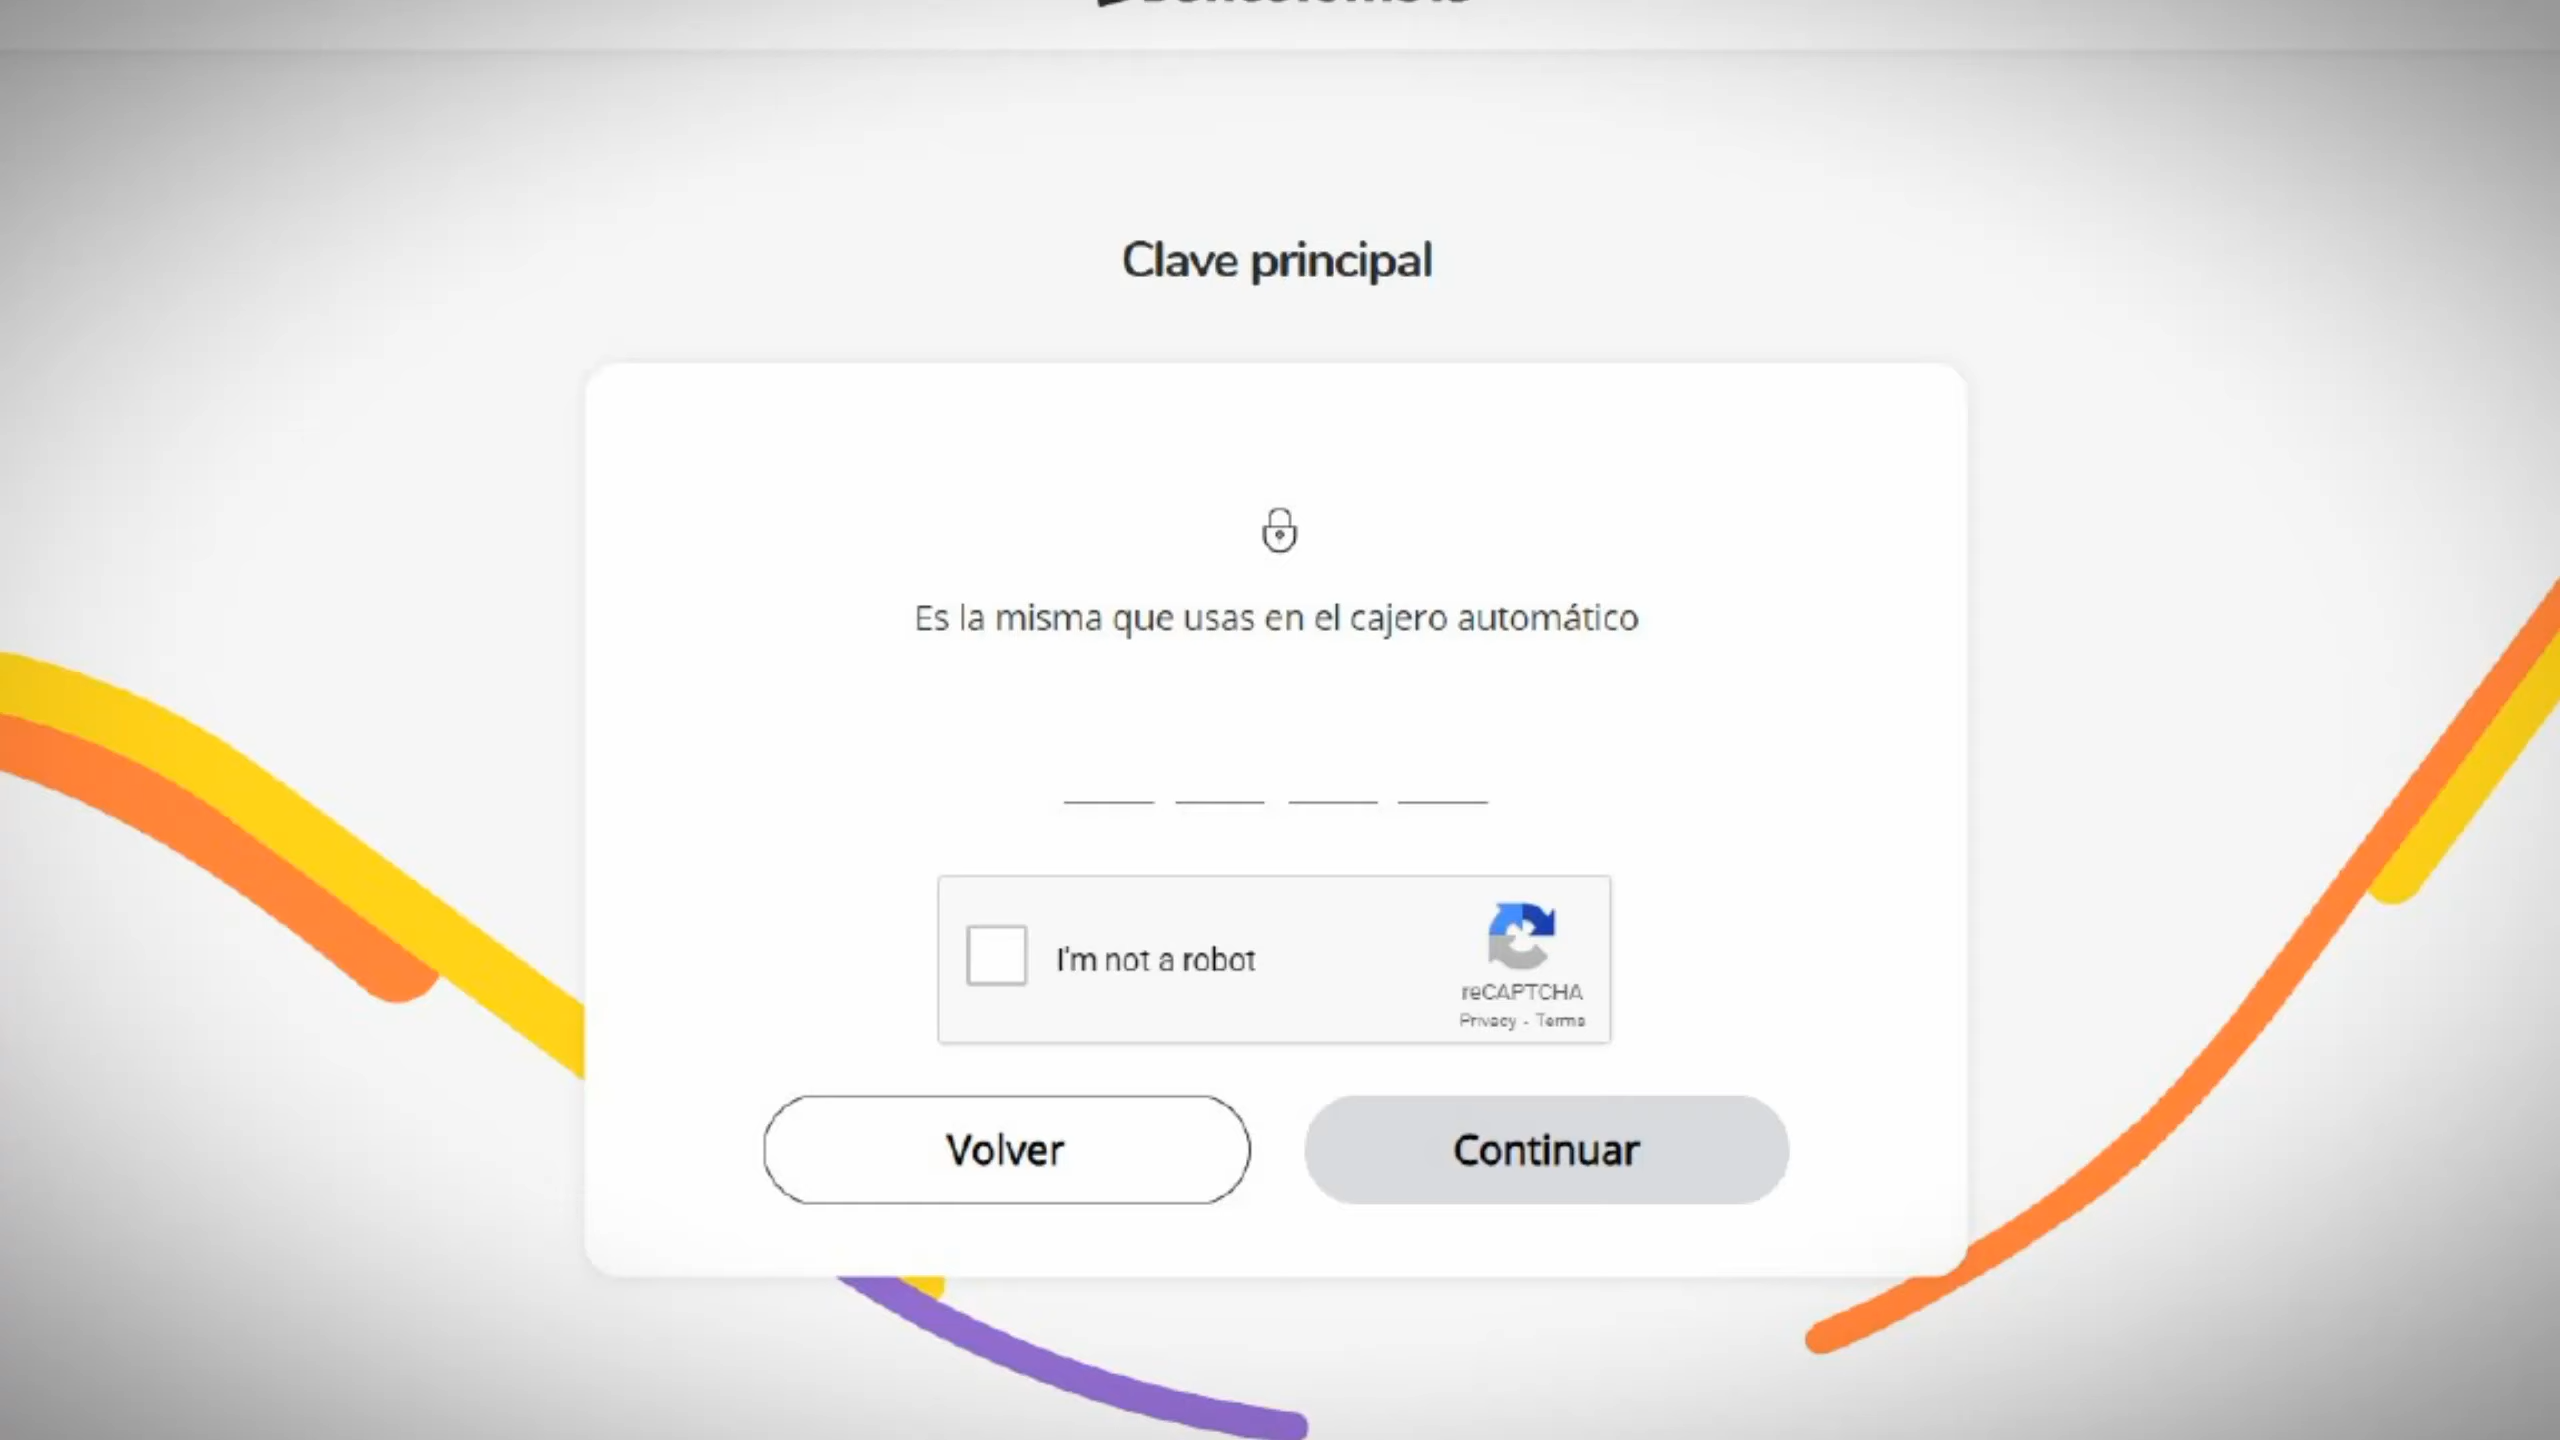 Clave principal
Es la misma que usas en el cajero automático
I'm not a robot
reCAPTCHA
Privacy - Terms
Volver
Continuar